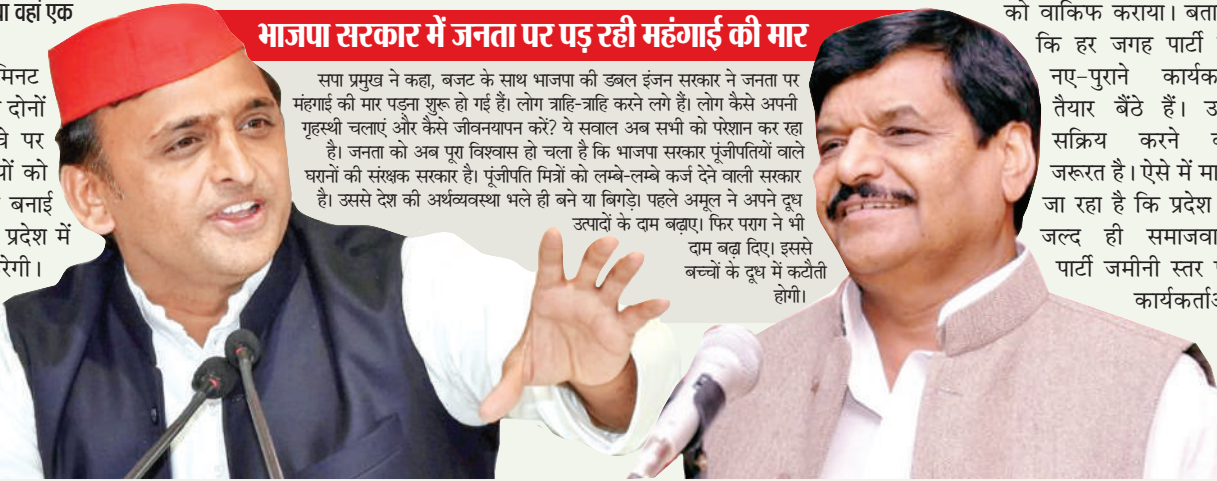 वहां एक
मिनट
दोनों
पर
को
बनाई
प्रदेश में
रेगी।
भाजपा सरकार में जनता पर पड़ रही महंगाई की मार
सपा प्रमुख ने कहा, बजट के साथ भाजपा की डबल इंजन सरकार ने जनता पर
मंहगाई की मार पड़ना शुरू हो गई हैं। लोग त्राहि-त्राहि करने लगे हैं। लोग कैसे अपनी
गृहस्थी चलाएं और कैसे जीवनयापन करें? ये सवाल अब सभी को परेशान कर रहा
है। जनता को अब पूरा विश्वास हो चला है कि भाजपा सरकार पूंजीपतियों वाले
घरानों की संरक्षक सरकार है। पूंजीपति मित्रों को लम्बे-लम्बे कर्ज देने वाली सरकार
है। उससे देश की अर्थव्यवस्था भले ही बने या बिगड़े। पहले अमूल ने अपने दूध
उत्पादों के दाम बढ़ाए। फिर पराग ने भी
दाम बढ़ा दिए। इससे
बच्चों के दूध में कटौती
होगी।
को वाकिफ कराया। बता
कि हर जगह पार्टी
नए-पुराने कार्यक
तैयार बैठे हैं। उ
सक्रिय करने
जरूरत है। ऐसे में मा
जा रहा है कि प्रदेश
जल्द ही समाजवा
पार्टी जमीनी स्तर
कार्यकर्ताअ